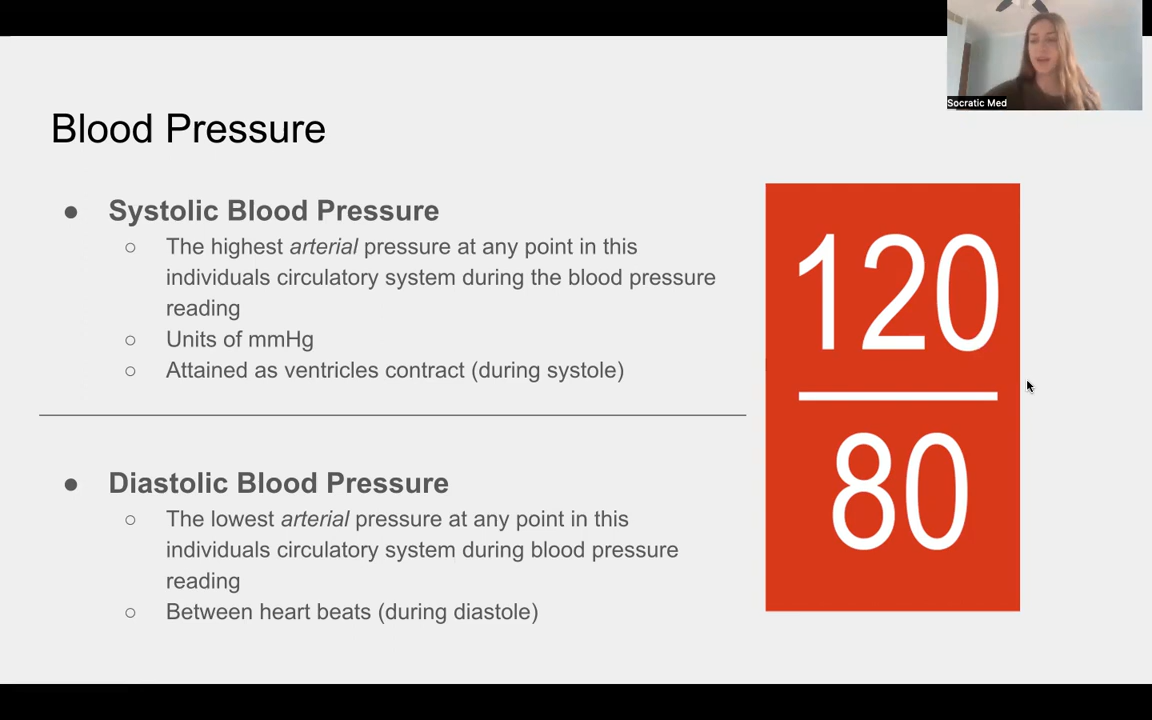 Socratic Med
Blood Pressure
● Systolic Blood Pressure
○ The highest arterial pressure at any point in this
individuals circulatory system during the blood pressure
reading
○ Units of mmHg
○ Attained as ventricles contract (during systole)
● Diastolic Blood Pressure
○ The lowest arterial pressure at any point in this
individuals circulatory system during blood pressure
reading
○ Between heart beats (during diastole)
120
80